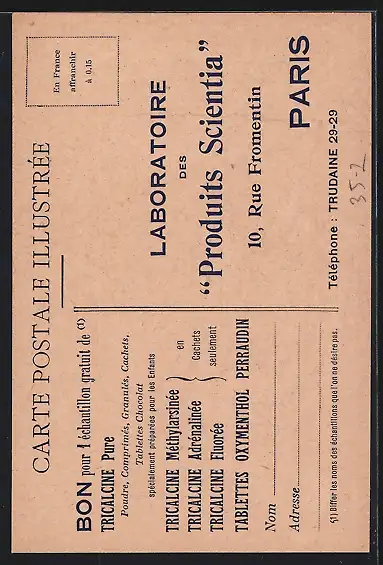 CARTE POSTALE ILLUSTRÉE
En France
affranchir
à 0,15
BON pour 1 échantillon gratuit de (1)
TRICALCINE Pure
Poudre, Comprimés, Granulés, Cachets,
Tablettes Chocolat
spécialement préparées pour les Enfants
TRICALCINE Méthylarsinée
TRICALCINE Adrénalinée
TRICALCINE Fluorée
en
Cachets
seulement
TABLETTES OXYMENTHOL PERRAUDIN
Nom
Adresse
(1) Biffer les noms des échantillons que l'on ne désire pas.
LABORATOIRE
DES
“Produits Scientia”
10, Rue Fromentin
PARIS
Téléphone : TRUDAINE 29-29
35-2